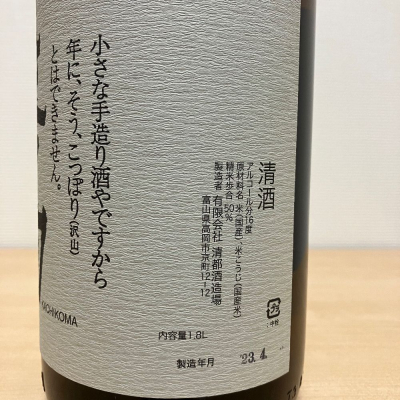 小さな手造り酒やですから
年に、そう、こっぽり(沢山)
とはできません。
清酒
アルコール分16度
原材料名 米(国産)、米こうじ(国産米)
精米歩合 50%
製造者 有限会社 清都酒造場
富山県高岡市京町12-12
KACHIKOMA
内容量1.8L
製造年月 23.4.